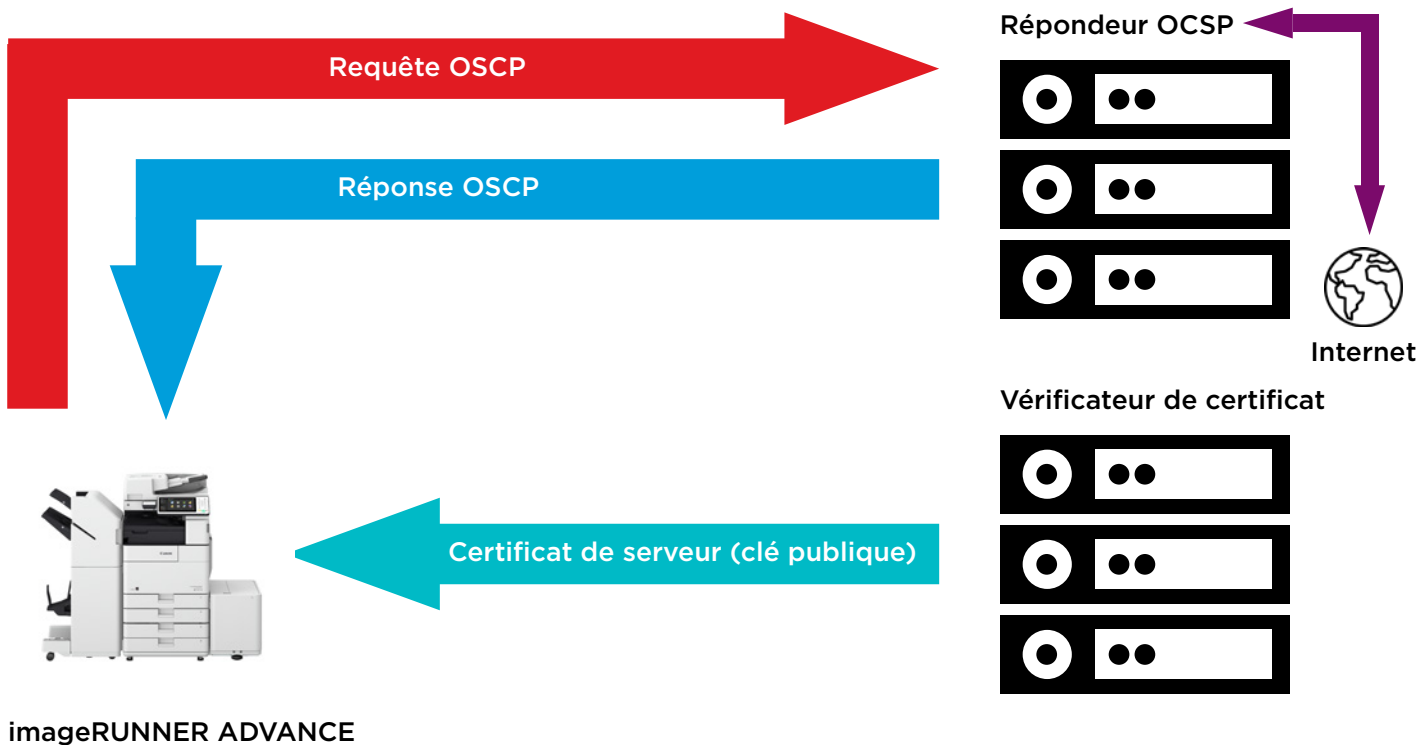 Répondeur OCSP
Requête OSCP
Réponse OSCP
Internet
Vérificateur de certificat
Certificat de serveur (clé publique)
imageRUNNER ADVANCE